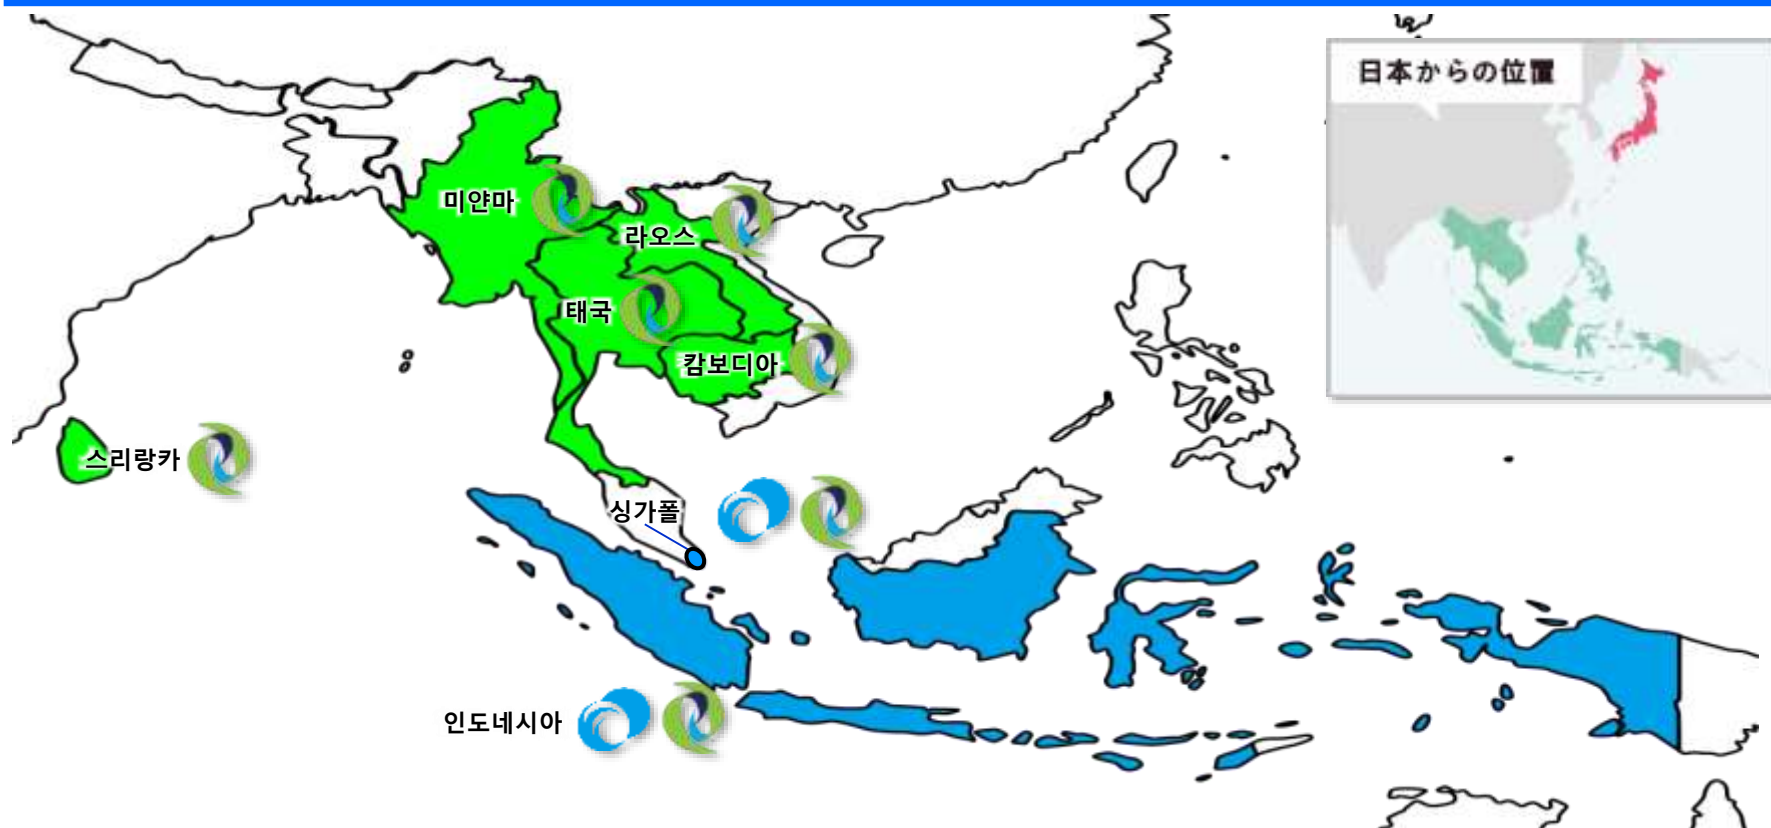 日本からの位置
미얀마
라오스
태국
캄보디아
스리랑카
싱가폴
인도네시아